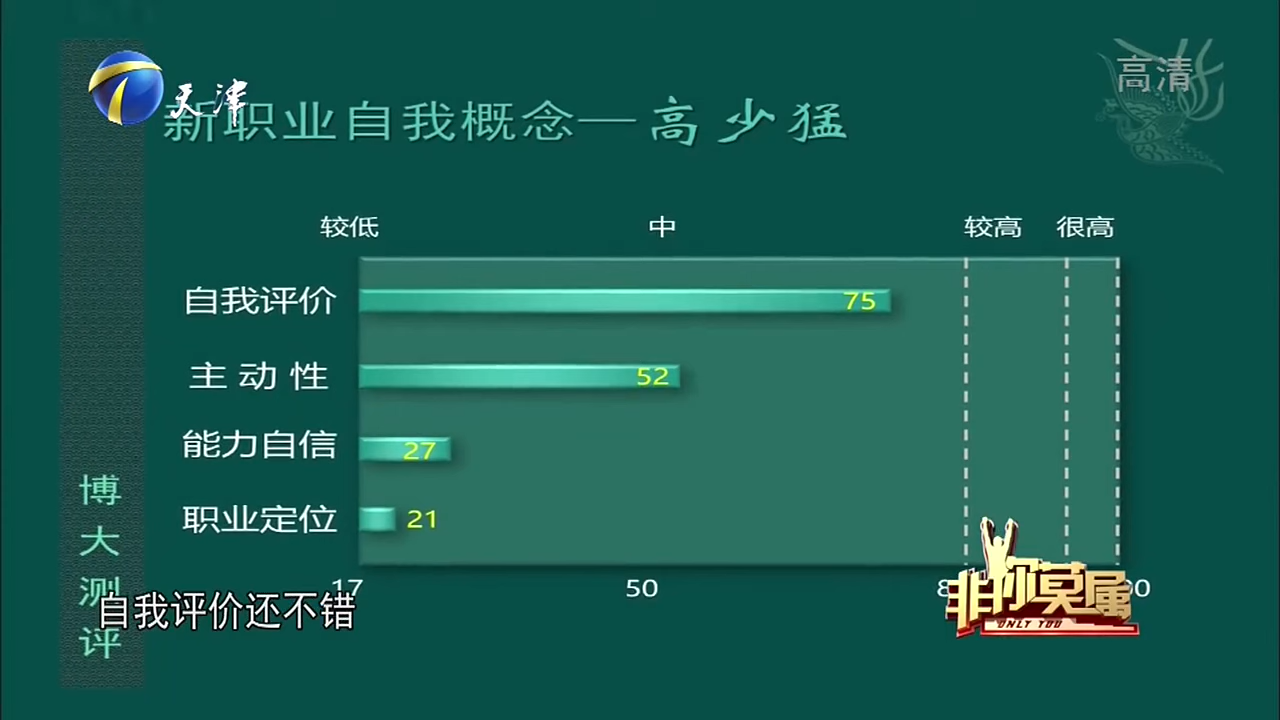 天津
高清
新职业自我概念—高少猛
较低 中 较高 很高
自我评价 75
主动性 52
能力自信 27
职业定位 21
17 50
博大测评
自我评价还不错
非你莫属
ONLY YOU